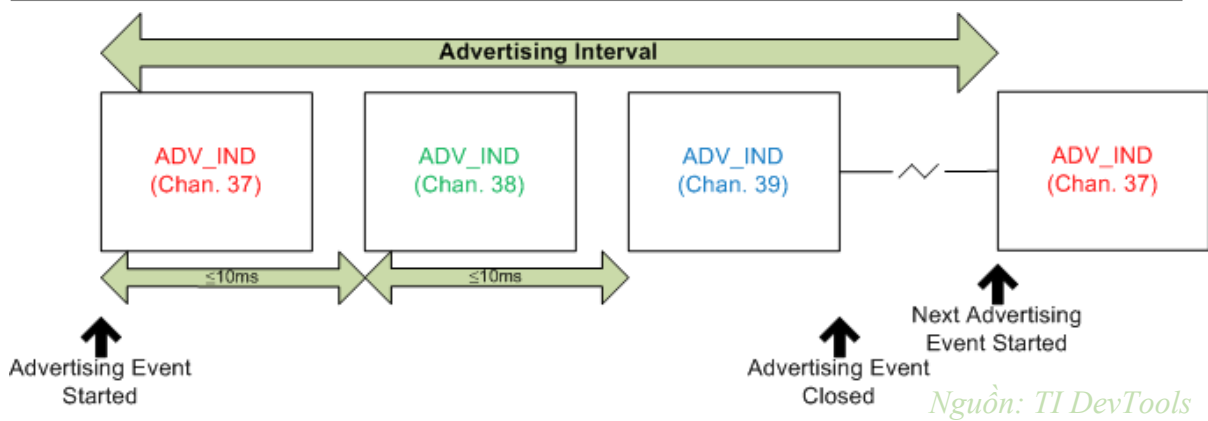 Advertising Interval
ADV_IND
(Chan. 37)
ADV_IND
(Chan. 38)
ADV_IND
(Chan. 39)
ADV_IND
(Chan. 37)
≤10ms
≤10ms
Advertising Event
Started
Advertising Event
Closed
Next Advertising
Event Started
Nguồn: TI DevTools